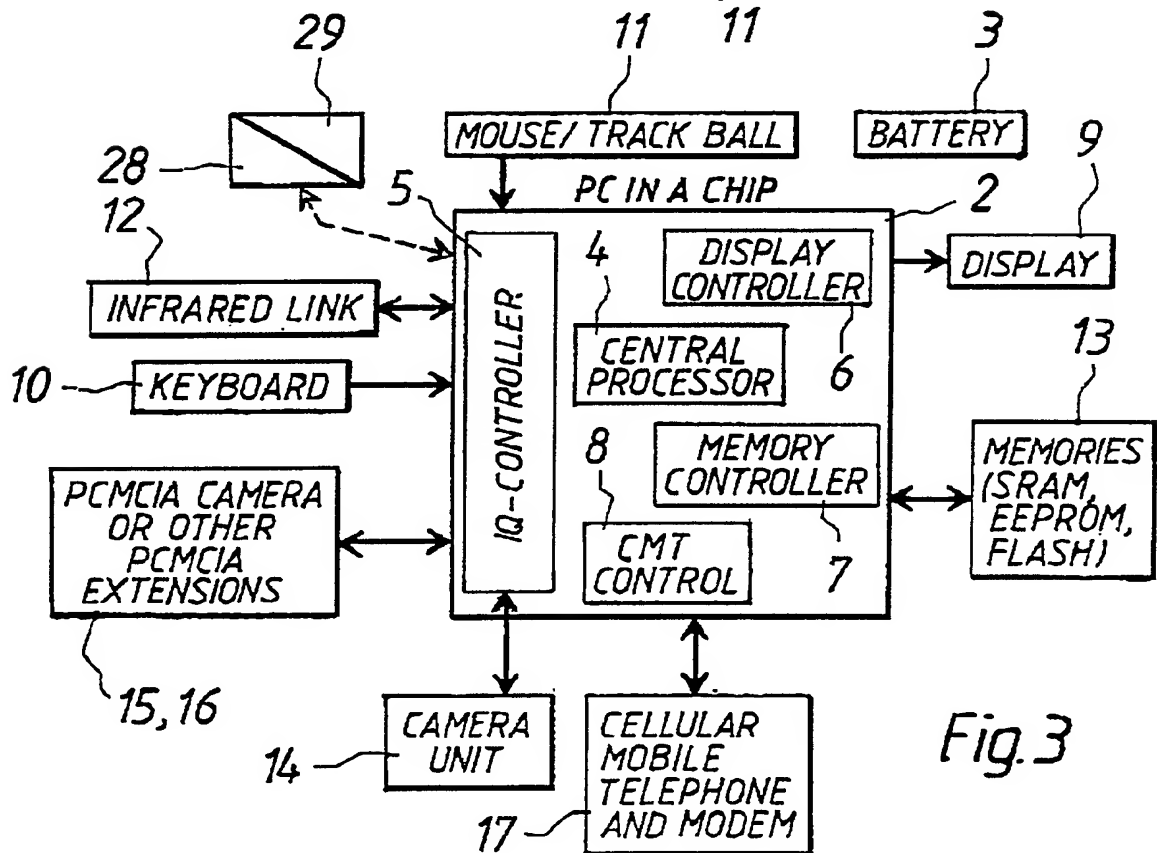 11
29
11
3
MOUSE/ TRACK BALL
BATTERY
28
9
12
5
PC IN A CHIP
2
4
DISPLAY
CONTROLLER
DISPLAY
INFRARED LINK
IQ-CONTROLLER
CENTRAL
PROCESSOR
6
13
10
KEYBOARD
8
MEMORY
CONTROLLER
MEMORIES
(SRAM,
EEPROM,
FLASH)
PCMCIA CAMERA
OR OTHER
PCMCIA
EXTENSIONS
CMT
CONTROL
7
15, 16
CAMERA
UNIT
14
CELLULAR
MOBILE
TELEPHONE
AND MODEM
17
Fig.3